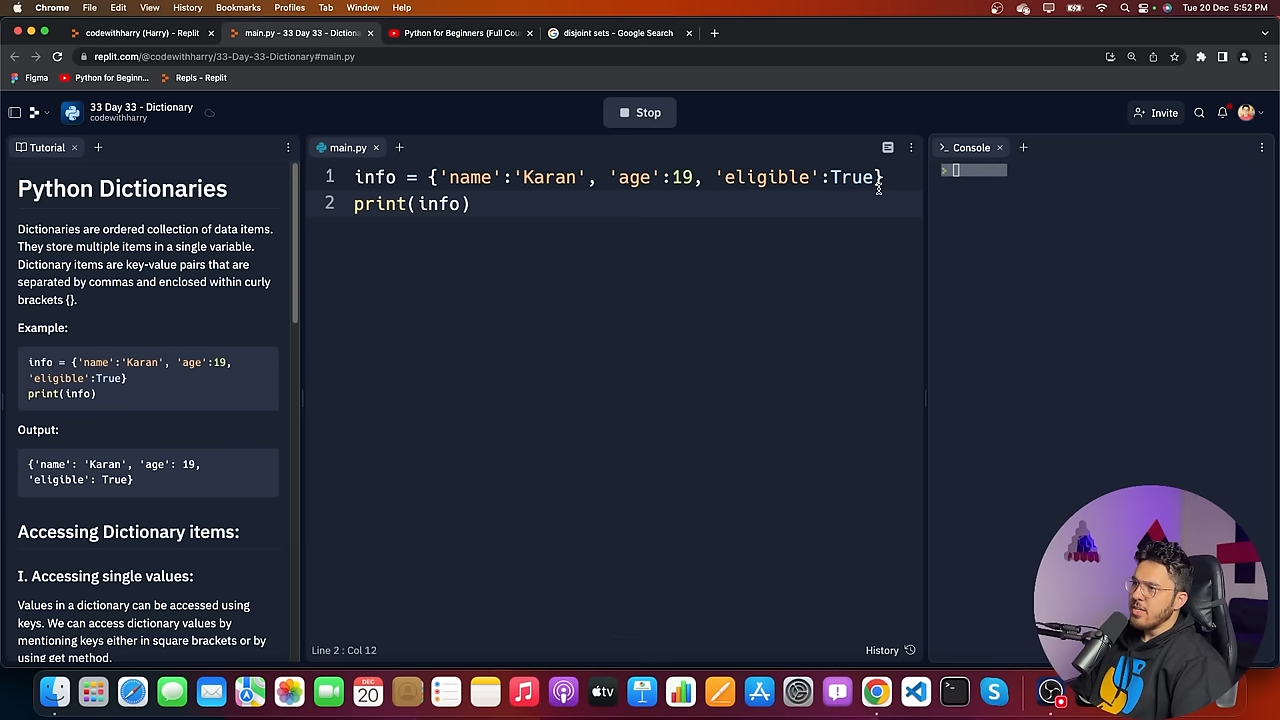 Chrome File Edit View History Bookmarks Profiles Tab Window Help Tue 20 Dec 5:52 PM
codewithharry (Harry) - Replit main.py - 33 Day 33 - Dictiona Python for Beginners (Full Cou disjoint sets - Google Search
replit.com/@codewithharry/33-Day-33-Dictionary#main.py
Figma Python for Beginn... Repls - Replit
33 Day 33 - Dictionary
codewithharry
Stop
Invite
Tutorial
Python Dictionaries
Dictionaries are ordered collection of data items.
They store multiple items in a single variable.
Dictionary items are key-value pairs that are
separated by commas and enclosed within curly
brackets {}.
Example:
info = {'name':'Karan', 'age':19,
'eligible':True}
print(info)
Output:
{'name': 'Karan', 'age': 19,
'eligible': True}
Accessing Dictionary items:
I. Accessing single values:
Values in a dictionary can be accessed using
keys. We can access dictionary values by
mentioning keys either in square brackets or by
using get method.
main.py
1 info = {'name':'Karan', 'age':19, 'eligible':True}
2 print(info)
Line 2 : Col 12
History
Console
>
DEC
20
tv